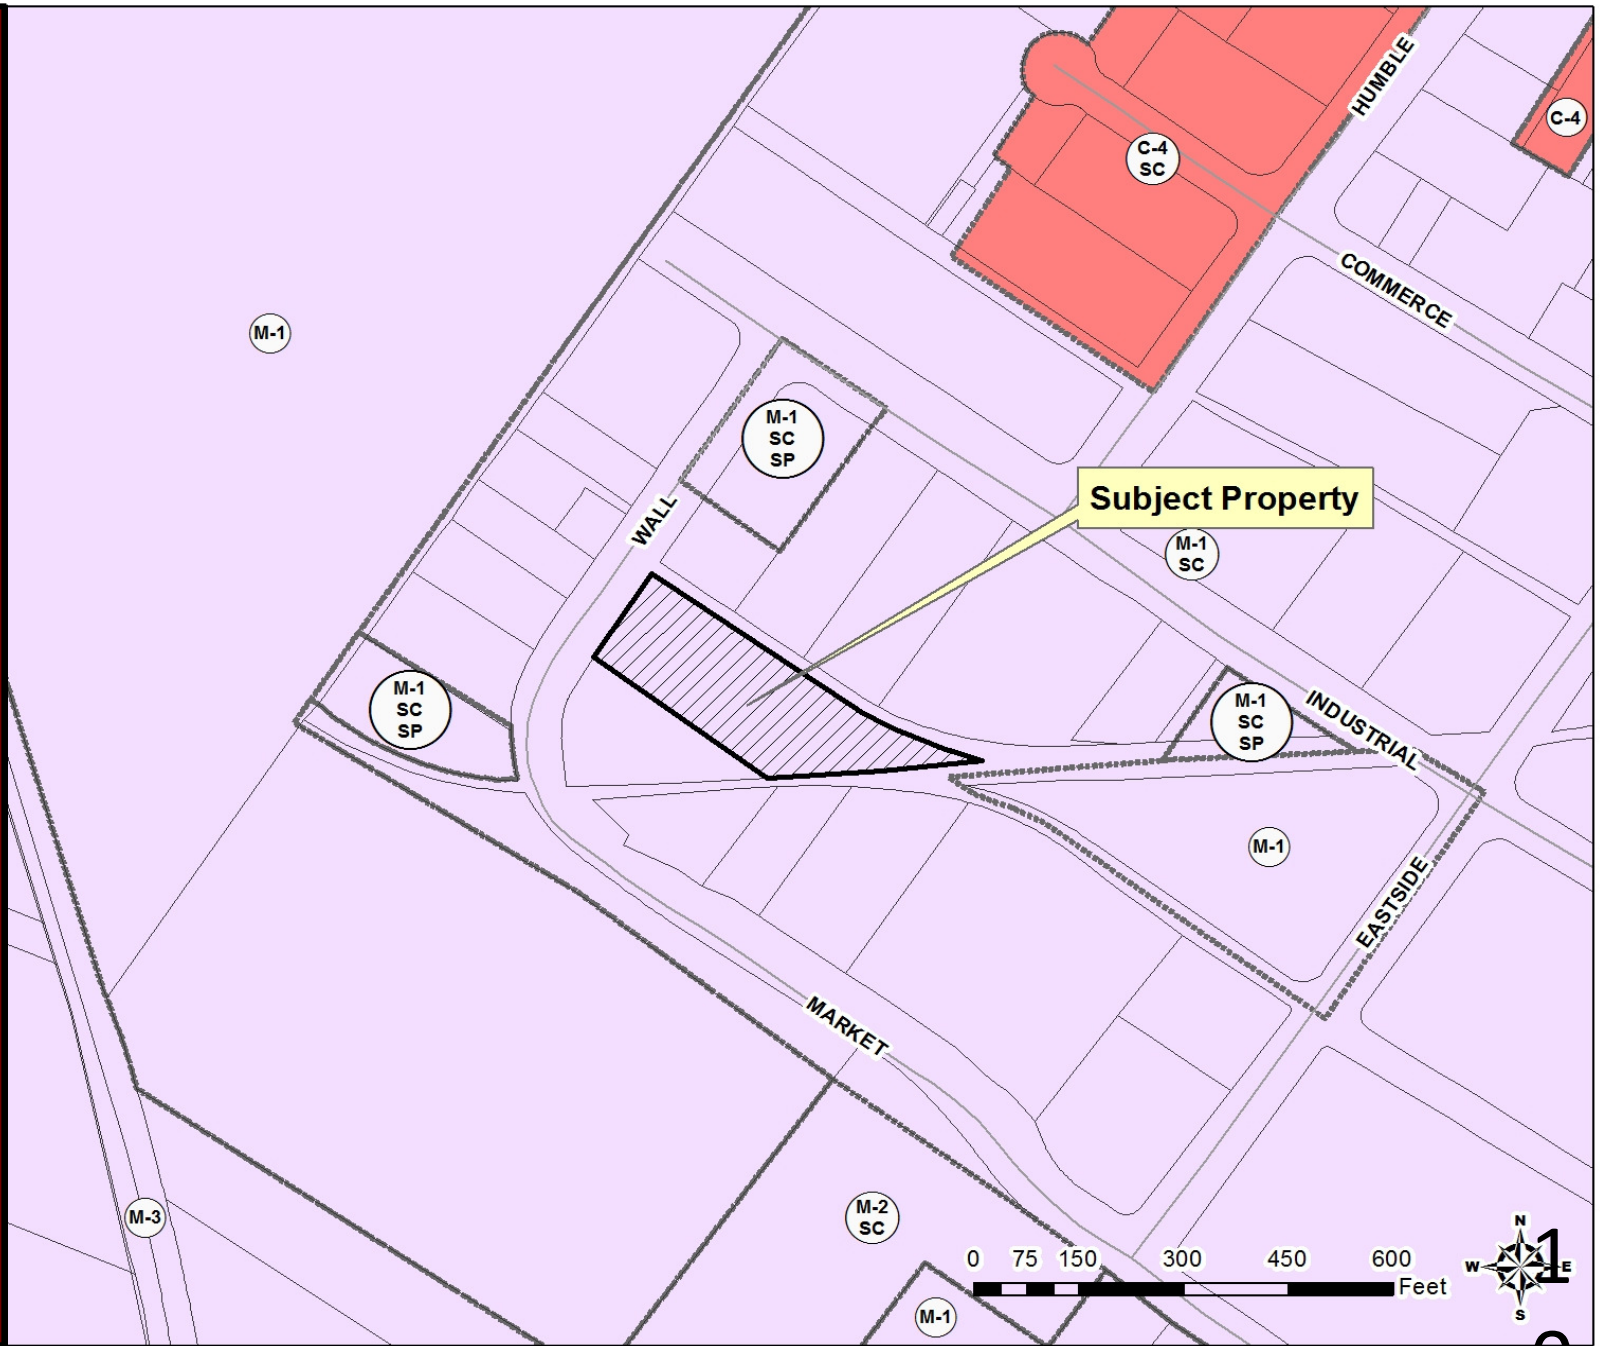 HUMBLE
C-4
C-4
SC
COMMERCE
M-1
M-1
SC
SP
WALL
Subject Property
M-1
SC
M-1
SC
SP
M-1
SC
SP
INDUSTRIAL
M-1
EASTSIDE
MARKET
M-3
M-2
SC
N
W E
S
1
0 75 150 300 450 600
Feet
M-1